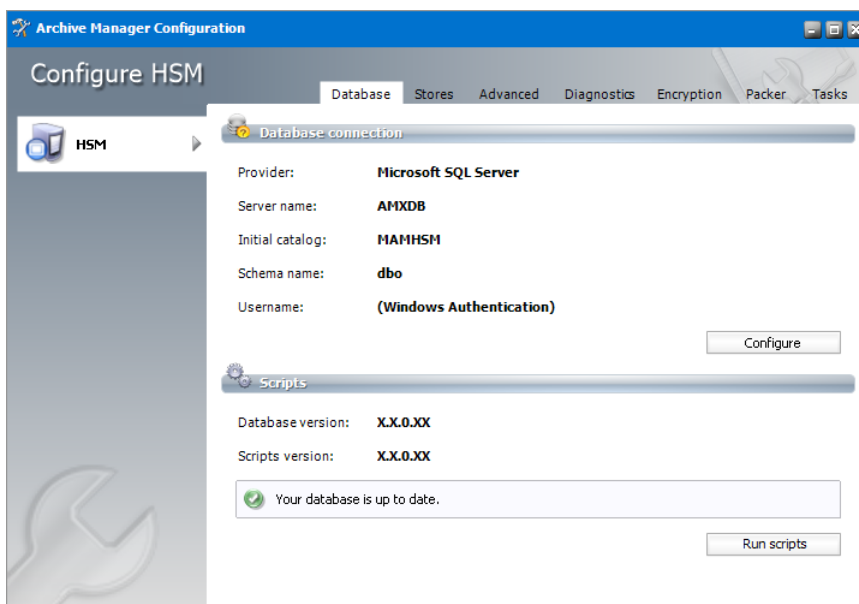 Archive Manager Configuration
Configure HSM
Database Stores Advanced Diagnostics Encryption Packer Tasks
HSM
Database connection
Provider: Microsoft SQL Server
Server name: AMXDB
Initial catalog: MAMHSM
Schema name: dbo
Username: (Windows Authentication)
Configure
Scripts
Database version: X.X.0.XX
Scripts version: X.X.0.XX
Your database is up to date.
Run scripts